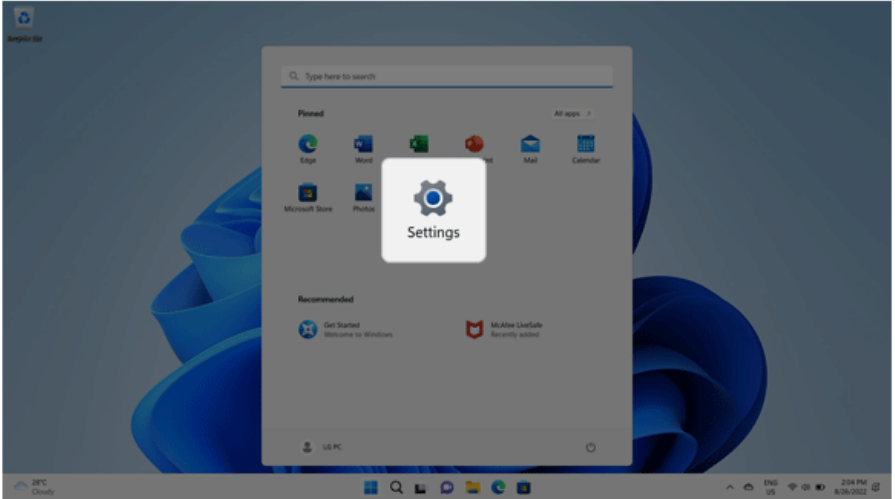 Type here to search
Pinned
All apps >
Edge
Word
Mail
Calendar
Microsoft Store
Photos
Settings
Recommended
Get Started
Welcome to Windows
McAfee LiveSafe
Recently added
LG PC
28°C
Cloudy
ENG
US
2:04 PM
8/26/2022